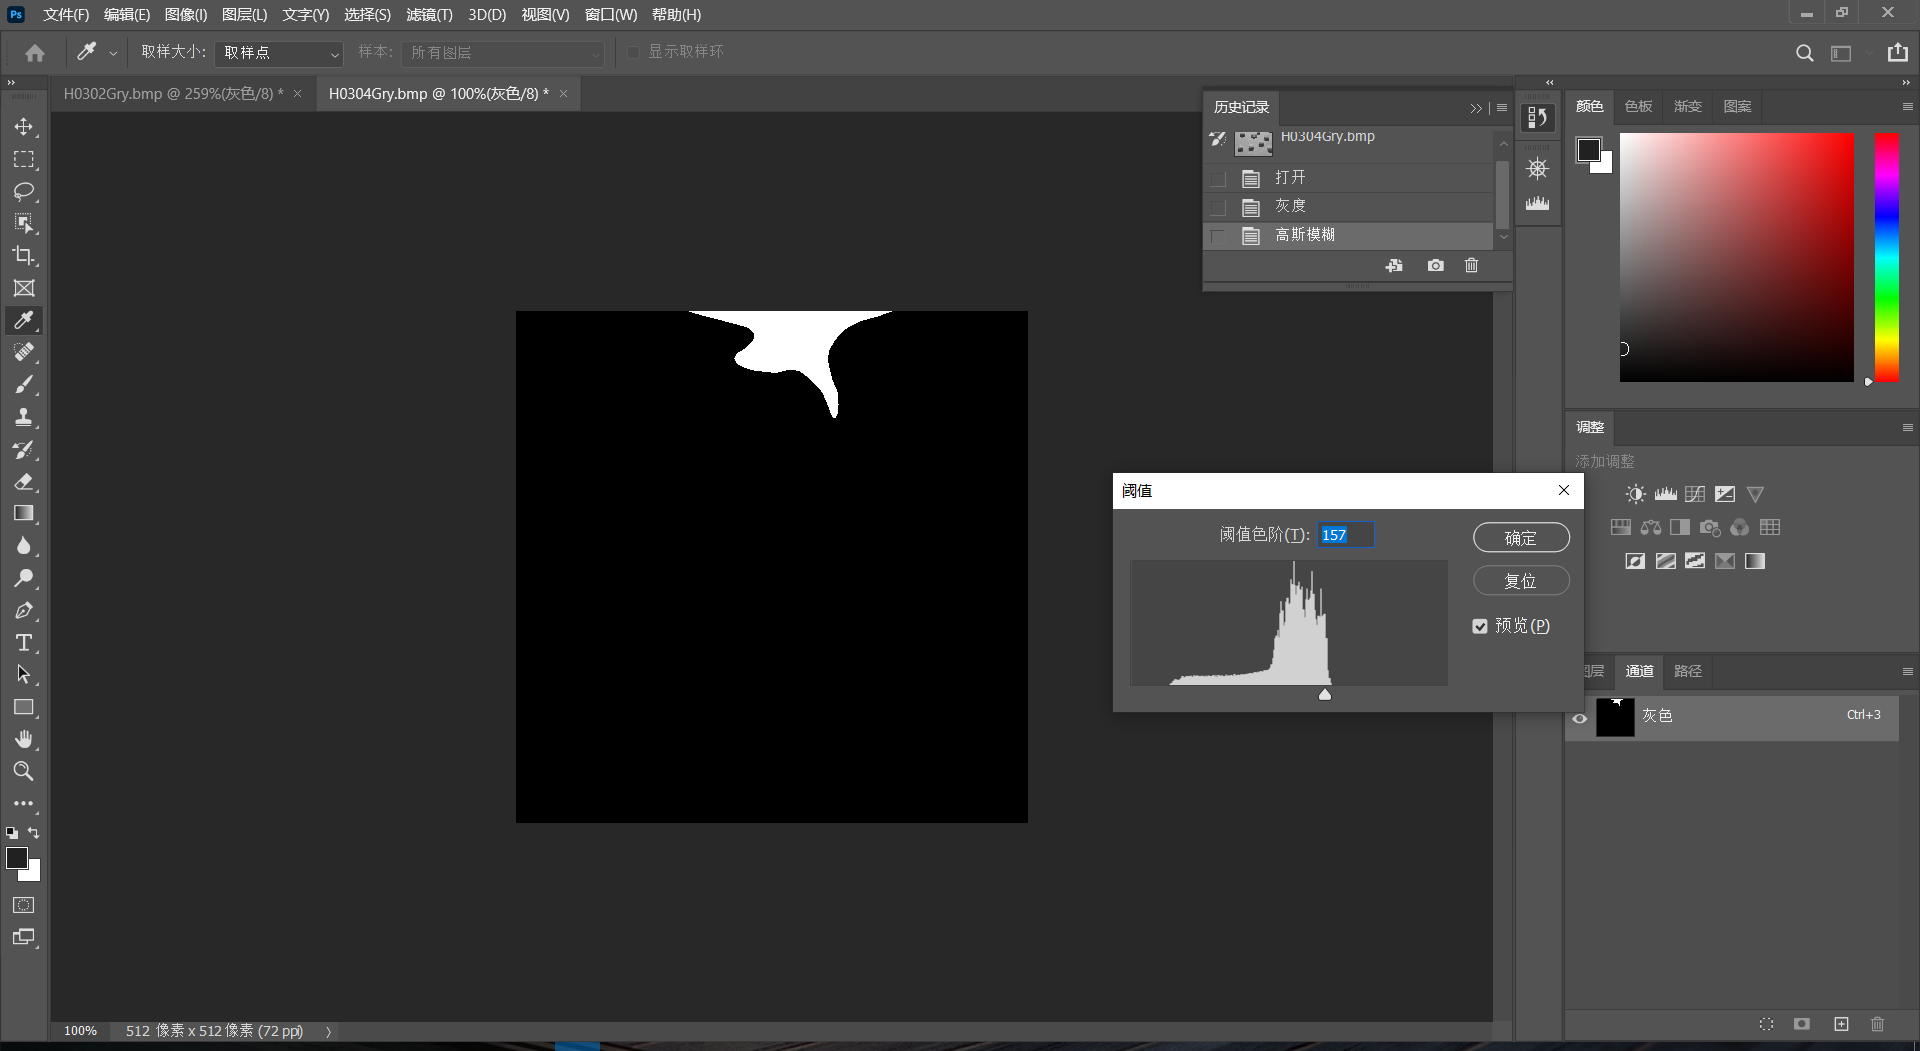 Ps 文件(F) 编辑(E) 图像(I) 图层(L) 文字(Y) 选择(S) 滤镜(T) 3D(D) 视图(V) 窗口(W) 帮助(H)
取样大小: 取样点 样本: 所有图层 显示取样环
H0302Gry.bmp @ 259%(灰色/8) * × H0304Gry.bmp @ 100%(灰色/8) * ×
历史记录
H0304Gry.bmp
打开
灰度
高斯模糊
颜色 色板 渐变 图案
调整
添加调整
阈值
阈值色阶(T): 157
确定
复位
预览(P)
图层 通道 路径
灰色 Ctrl+3
100% 512 像素 x 512 像素 (72 ppi)